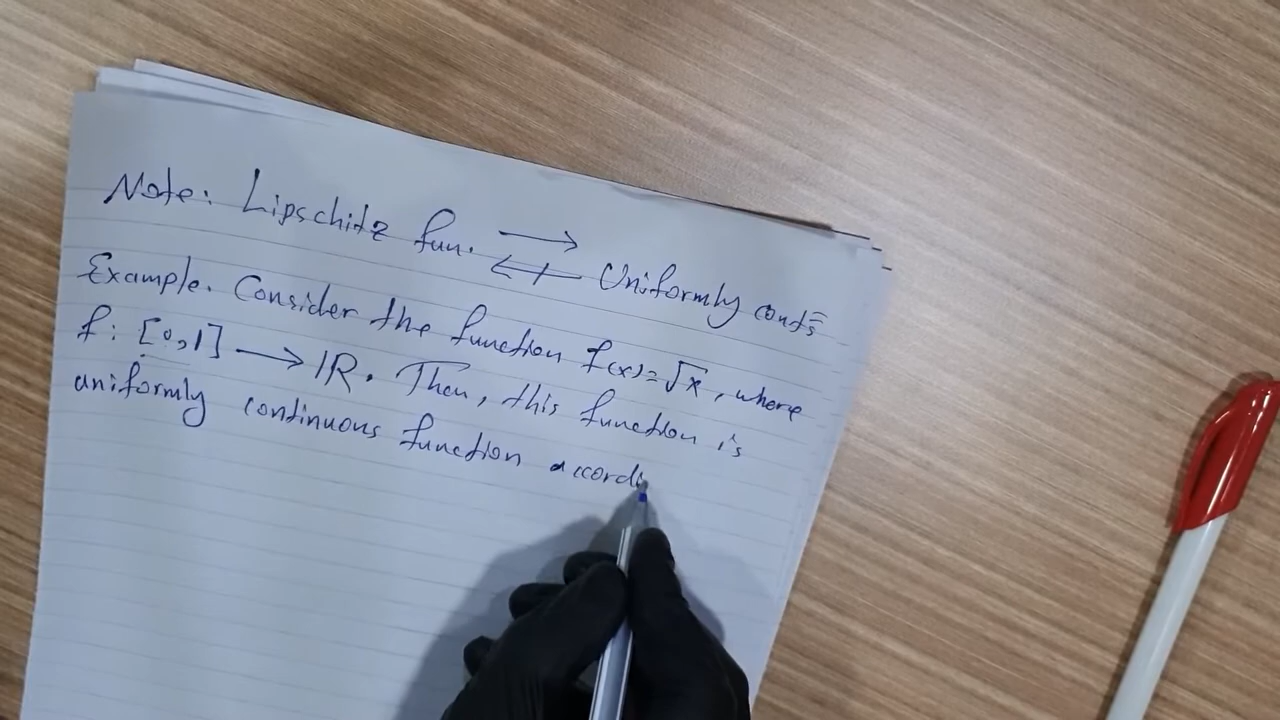 Note: Lipschitz fun. → ↚ Uniformly conts
Example. Consider the function f(x)=√x, where
f: [0,1] → IR. Then, this function is
uniformly continuous function accordi